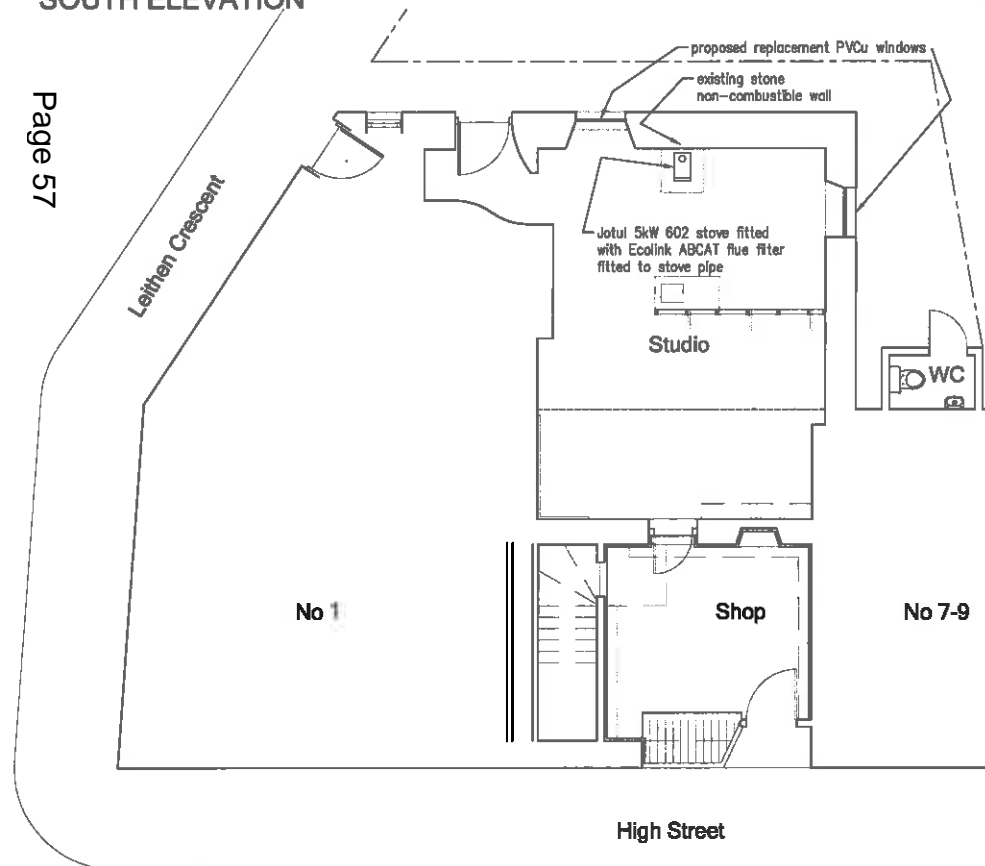 SOUTH ELEVATION
Page 57
proposed replacement PVCu windows
existing stone
non-combustible wall
Leithen Crescent
Jotul 5kW 602 stove fitted
with Ecolink ABCAT flue filter
fitted to stove pipe
Studio
WC
No 1
Shop
No 7-9
High Street